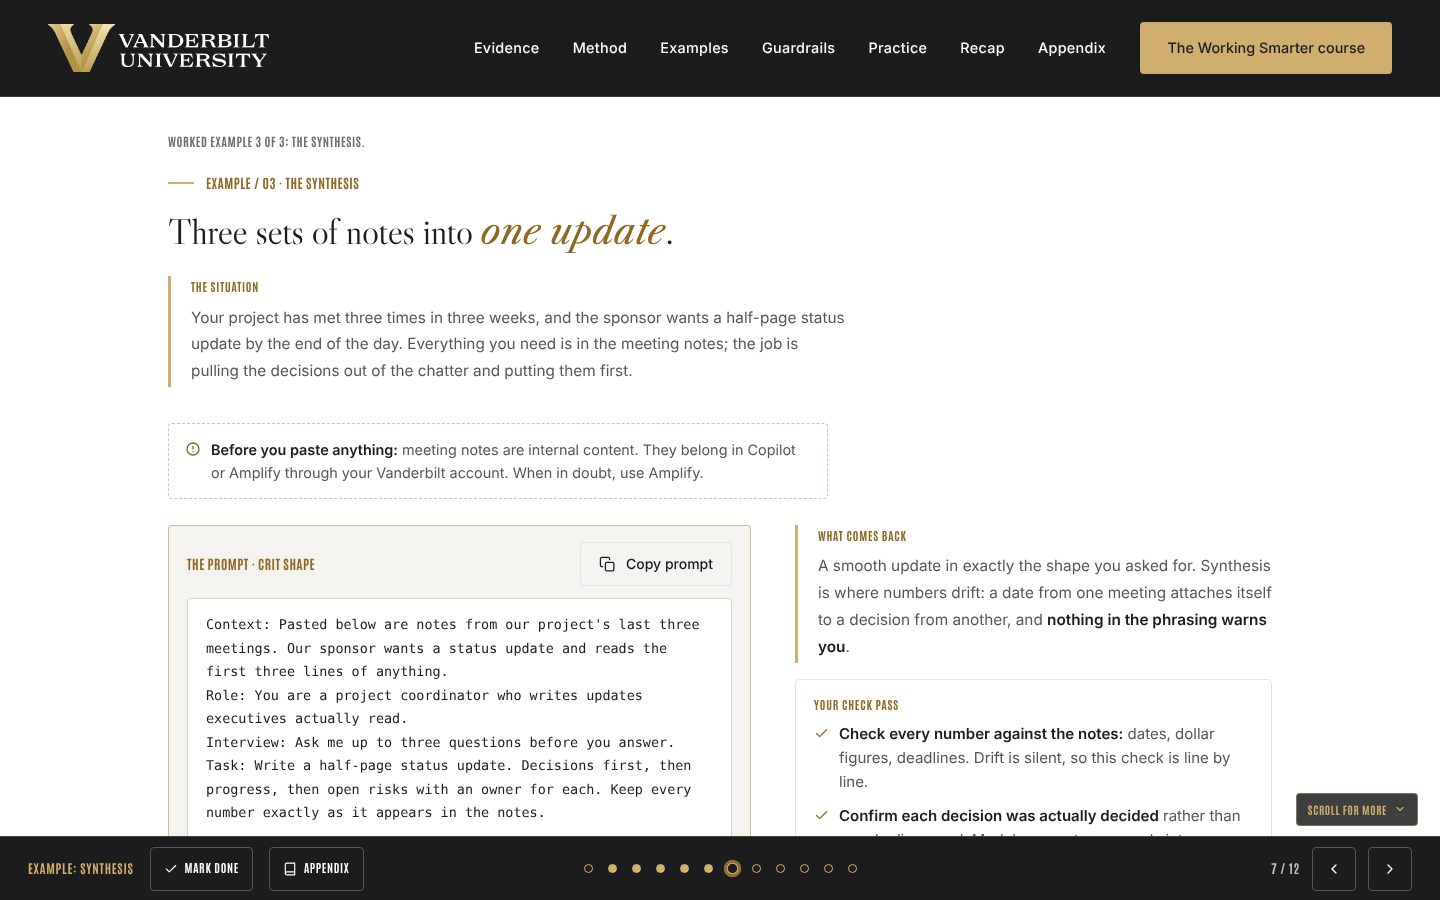 VANDERBILT
UNIVERSITY
Evidence
Method
Examples
Guardrails
Practice
Recap
Appendix
The Working Smarter course
WORKED EXAMPLE 3 OF 3: THE SYNTHESIS.
EXAMPLE / 03 · THE SYNTHESIS
Three sets of notes into one update.
THE SITUATION
Your project has met three times in three weeks, and the sponsor wants a half-page status
update by the end of the day. Everything you need is in the meeting notes; the job is
pulling the decisions out of the chatter and putting them first.
Before you paste anything: meeting notes are internal content. They belong in Copilot
or Amplify through your Vanderbilt account. When in doubt, use Amplify.
THE PROMPT · CRIT SHAPE
Copy prompt
Context: Pasted below are notes from our project's last three
meetings. Our sponsor wants a status update and reads the
first three lines of anything.
Role: You are a project coordinator who writes updates
executives actually read.
Interview: Ask me up to three questions before you answer.
Task: Write a half-page status update. Decisions first, then
progress, then open risks with an owner for each. Keep every
number exactly as it appears in the notes.
WHAT COMES BACK
A smooth update in exactly the shape you asked for. Synthesis
is where numbers drift: a date from one meeting attaches itself
to a decision from another, and nothing in the phrasing warns
you.
YOUR CHECK PASS
Check every number against the notes: dates, dollar
figures, deadlines. Drift is silent, so this check is line by
line.
Confirm each decision was actually decided rather than
SCROLL FOR MORE
EXAMPLE: SYNTHESIS
MARK DONE
APPENDIX
7 / 12